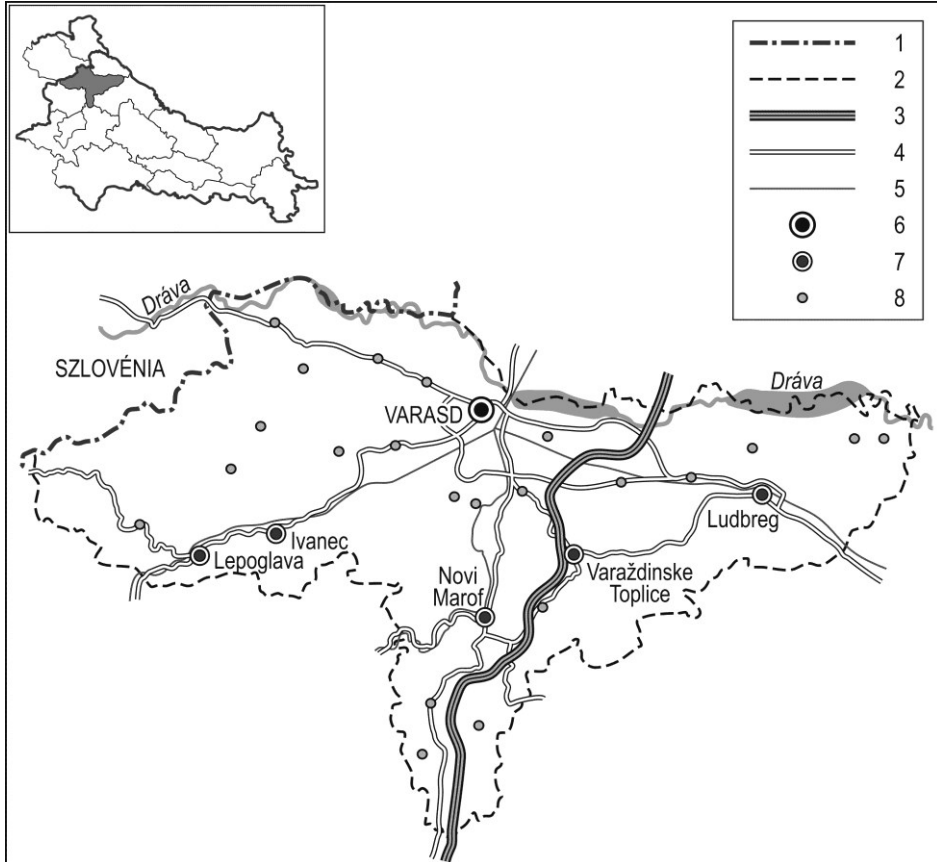 1
2
3
4
5
6
7
8
Dráva
SZLOVÉNIA
VARASD
Dráva
Ludbreg
Ivanec
Lepoglava
Novi
Marof
Varaždinske
Toplice